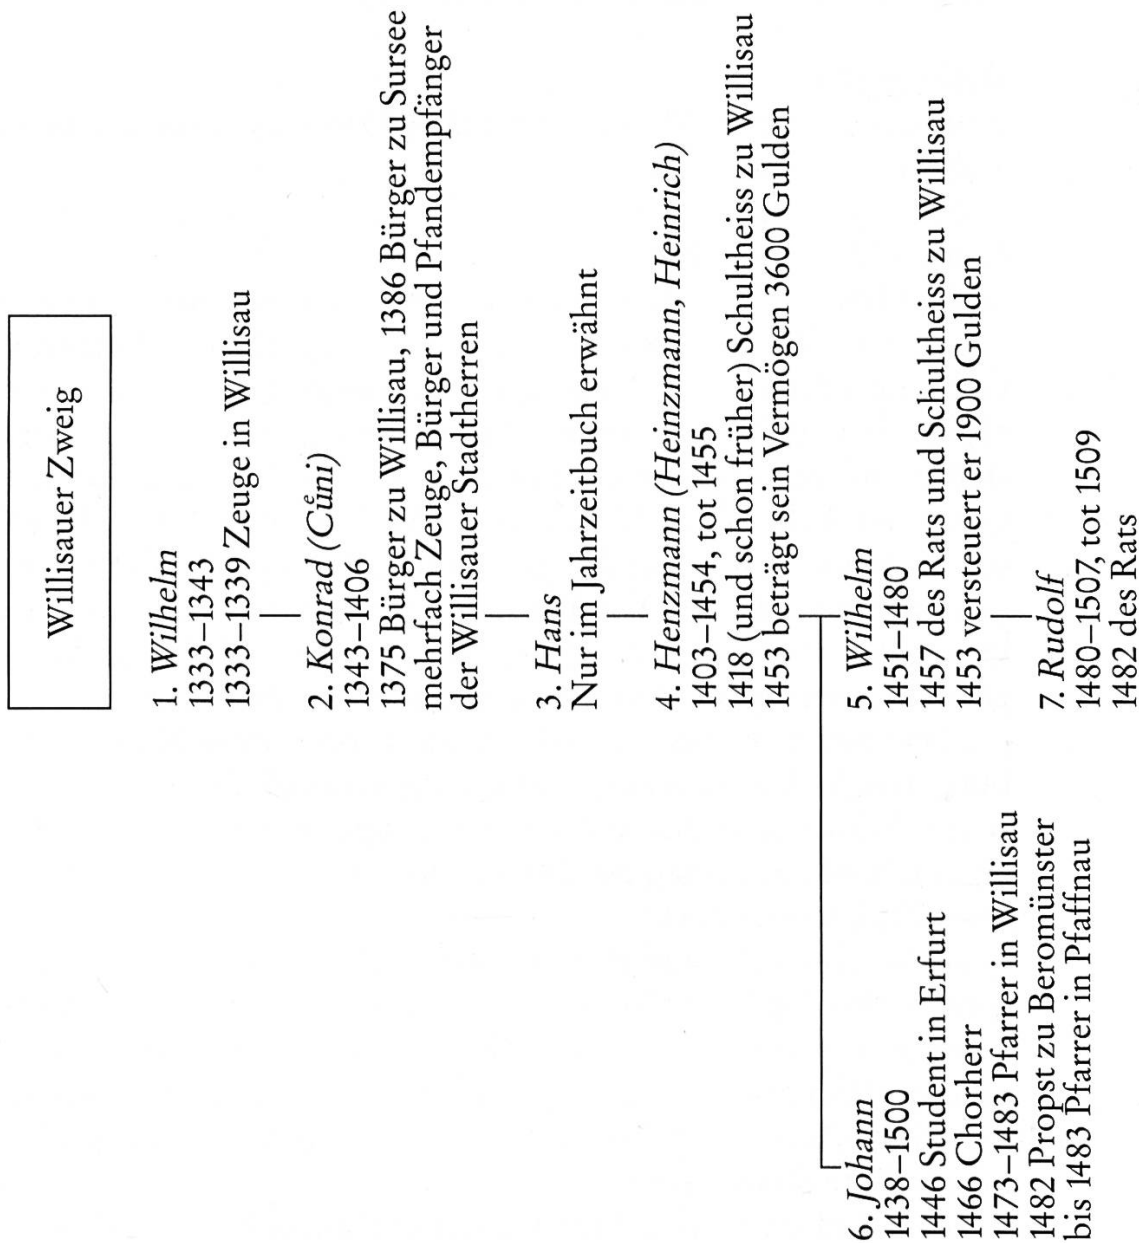 Willisauer Zweig
1. Wilhelm
1333–1343
1333–1339 Zeuge in Willisau
2. Konrad (Cůni)
1343–1406
1375 Bürger zu Willisau, 1386 Bürger zu Sursee
mehrfach Zeuge, Bürger und Pfandempfänger
der Willisauer Stadtherren
3. Hans
Nur im Jahrzeitbuch erwähnt
4. Henzmann (Heinzmann, Heinrich)
1403–1454, tot 1455
1418 (und schon früher) Schultheiss zu Willisau
1453 beträgt sein Vermögen 3600 Gulden
5. Wilhelm
1451–1480
1457 des Rats und Schultheiss zu Willisau
1453 versteuert er 1900 Gulden
6. Johann
1438–1500
1446 Student in Erfurt
1466 Chorherr
1473–1483 Pfarrer in Willisau
1482 Propst zu Beromünster
bis 1483 Pfarrer in Pfaffnau
7. Rudolf
1480–1507, tot 1509
1482 des Rats